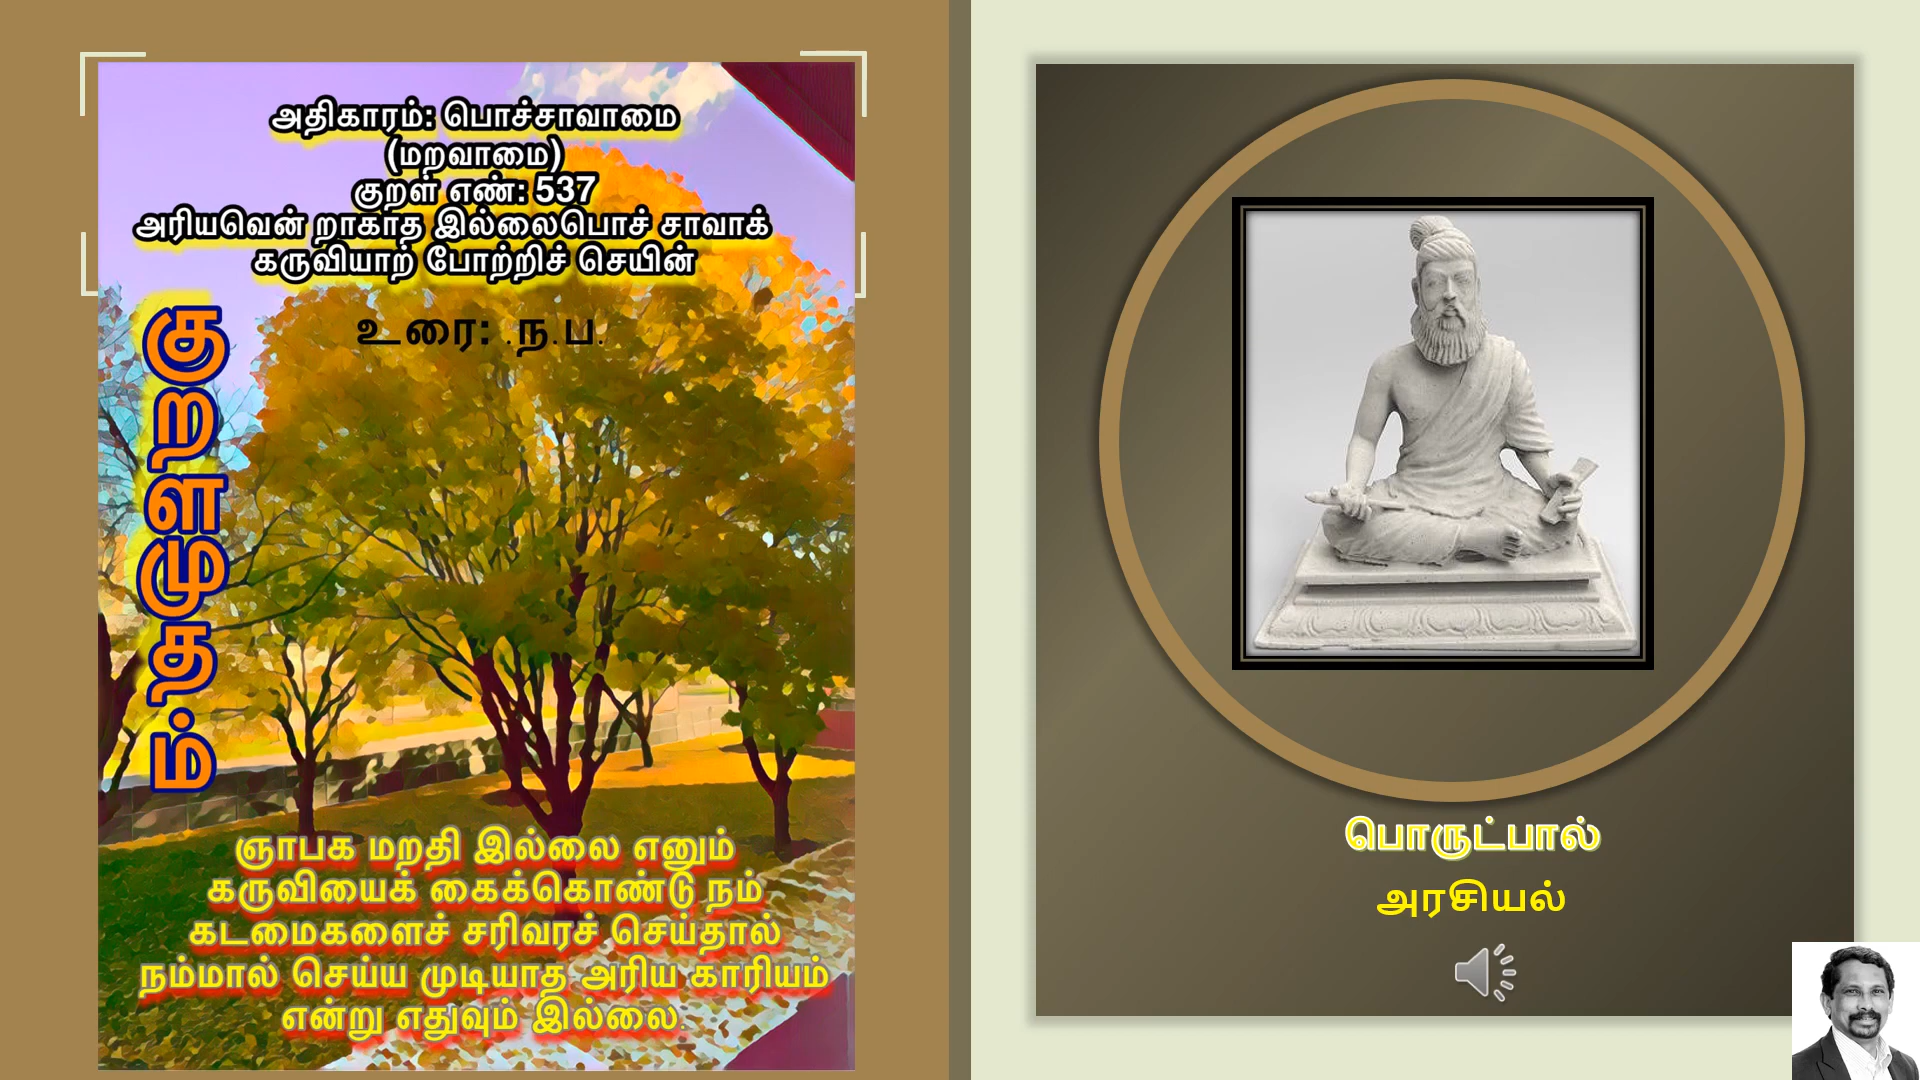 அதிகாரம்: பொச்சாவாமை
(மறவாமை)
குறள் எண்: 537
அரியவென் றாகாத இல்லைபொச் சாவாக்
கருவியாற் போற்றிச் செயின்
உரை: .ந.ப.
குறளமுதம்
ஞாபக மறதி இல்லை எனும்
கருவியைக் கைக்கொண்டு நம்
கடமைகளைச் சரிவரச் செய்தால்
நம்மால் செய்ய முடியாத அரிய காரியம்
என்று எதுவும் இல்லை.
பொருட்பால்
அரசியல்